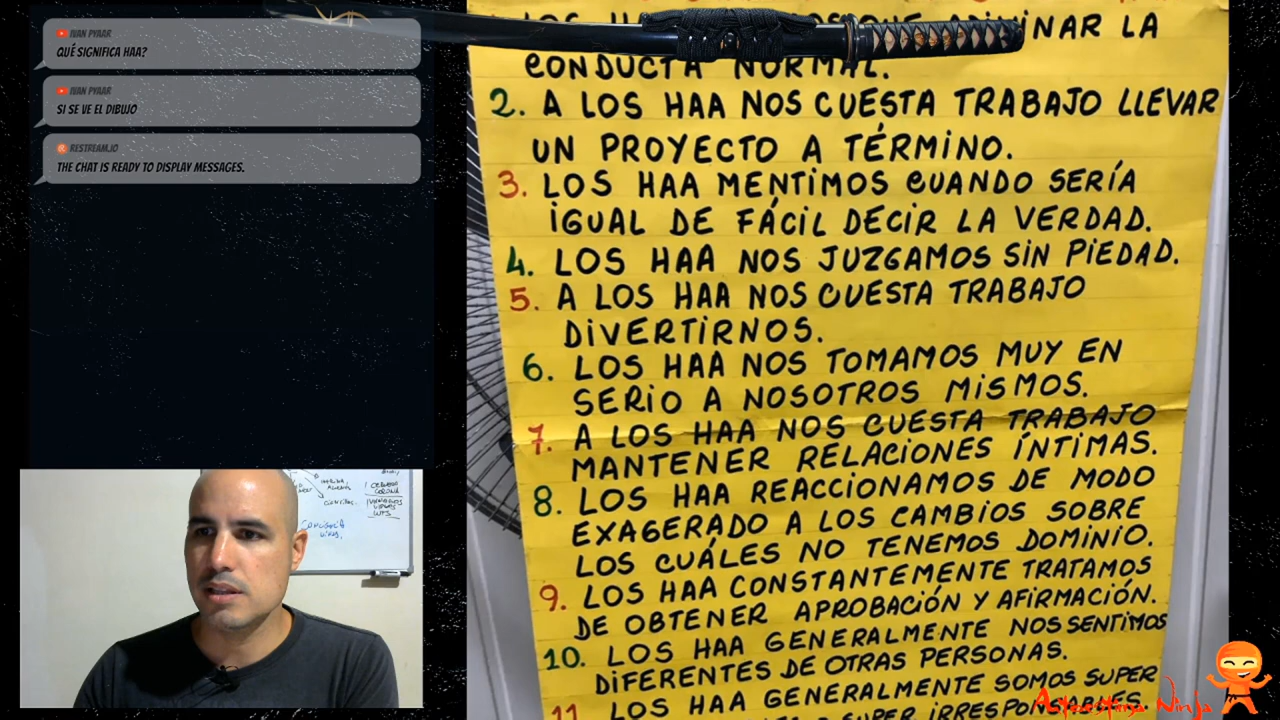 IVAN PYAAR
QUÉ SIGNIFICA HAA?
IVAN PYAAR
SI SE VE EL DIBUJO
RESTREAM.IO
THE CHAT IS READY TO DISPLAY MESSAGES.
LOS
NAR LA
CONDUCTA NORMAL.
2. A LOS HAA NOS CUESTA TRABAJO LLEVAR
UN PROYECTO A TÉRMINO.
3. LOS HAA MENTIMOS CUANDO SERÍA
IGUAL DE FÁCIL DECIR LA VERDAD.
4. LOS HAA NOS JUZGAMOS SIN PIEDAD.
5. A LOS HAA NOS CUESTA TRABAJO
DIVERTIRNOS.
6. LOS HAA NOS TOMAMOS MUY EN
SERIO A NOSOTROS MISMOS.
7. A LOS HAA NOS CUESTA TRABAJO
MANTENER RELACIONES ÍNTIMAS.
8. LOS HAA REACCIONAMOS DE MODO
EXAGERADO A LOS CAMBIOS SOBRE
LOS CUÁLES NO TENEMOS DOMINIO.
9. LOS HAA CONSTANTEMENTE TRATAMOS
DE OBTENER APROBACIÓN Y AFIRMACIÓN.
10. LOS HAA GENERALMENTE NOS SENTIMOS
DIFERENTES DE OTRAS PERSONAS.
11. LOS HAA GENERALMENTE SOMOS SUPER
SUPER
Ninja
CONCIENCIA